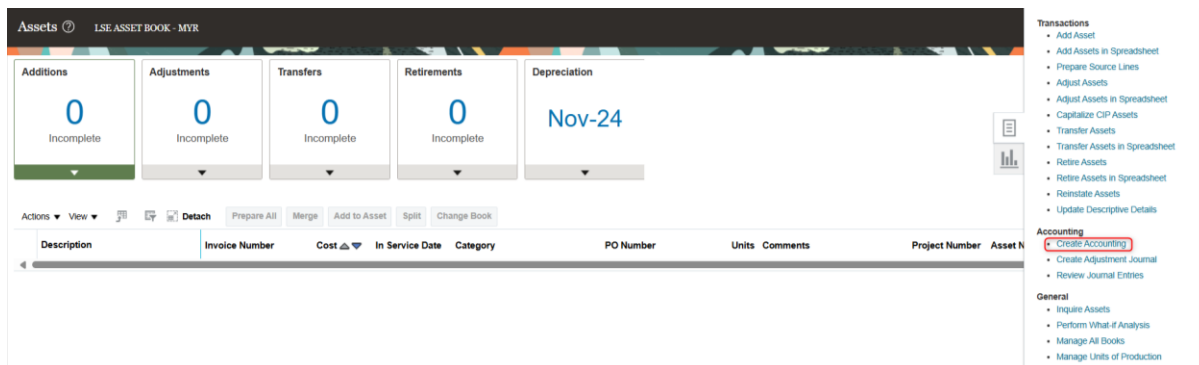 Assets LSE ASSET BOOK - MYR
Additions Adjustments Transfers Retirements Depreciation
0 0 0 0 Nov-24
Incomplete Incomplete Incomplete Incomplete
Actions View Detach Prepare All Merge Add to Asset Split Change Book
Description Invoice Number Cost In Service Date Category PO Number Units Comments Project Number Asset N
Transactions
Add Asset
Add Assets in Spreadsheet
Prepare Source Lines
Adjust Assets
Adjust Assets in Spreadsheet
Capitalize CIP Assets
Transfer Assets
Transfer Assets in Spreadsheet
Retire Assets
Retire Assets in Spreadsheet
Reinstate Assets
Update Descriptive Details
Accounting
Create Accounting
Create Adjustment Journal
Review Journal Entries
General
Inquire Assets
Perform What-if Analysis
Manage All Books
Manage Units of Production